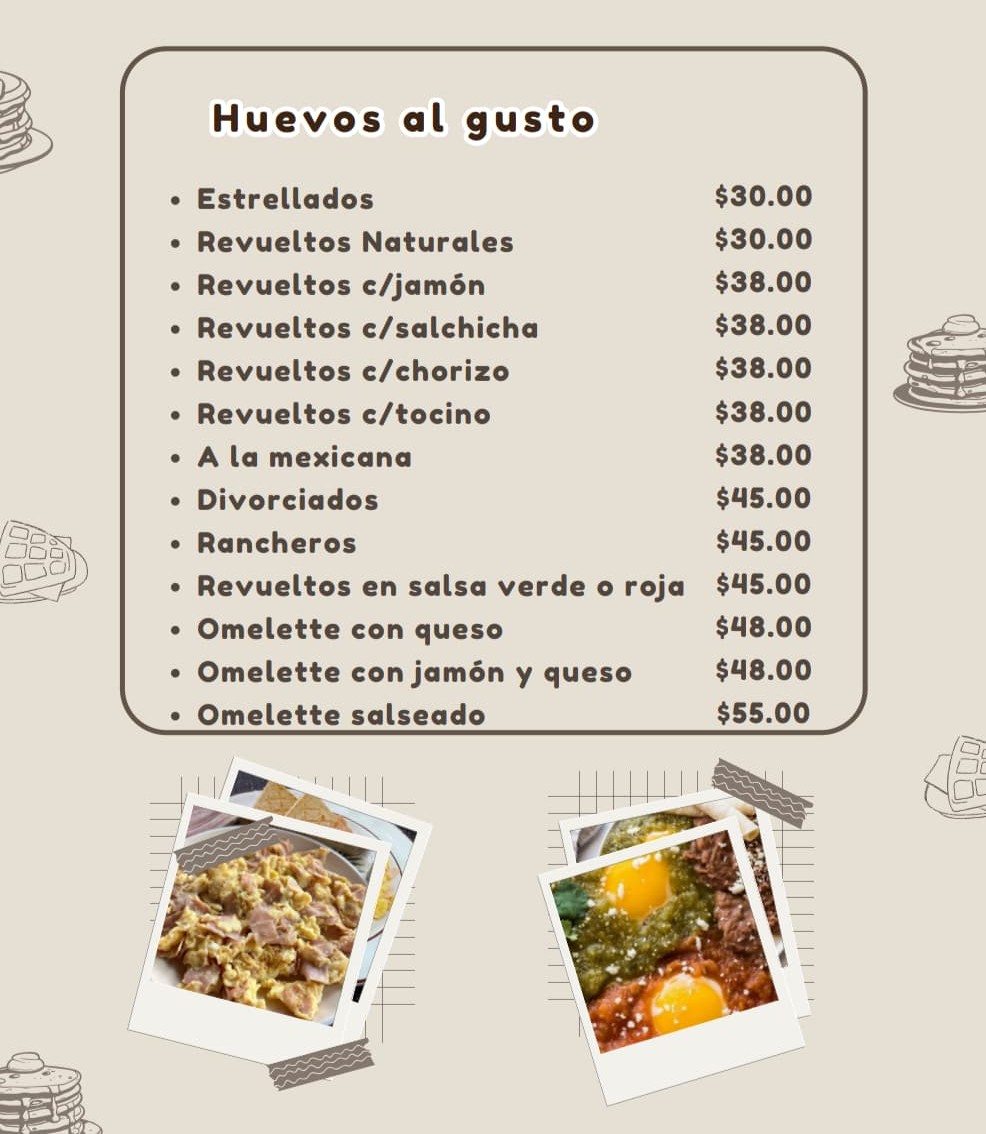 Huevos al gusto
• Estrellados $30.00
• Revueltos Naturales $30.00
• Revueltos c/jamón $38.00
• Revueltos c/salchicha $38.00
• Revueltos c/chorizo $38.00
• Revueltos c/tocino $38.00
• A la mexicana $38.00
• Divorciados $45.00
• Rancheros $45.00
• Revueltos en salsa verde o roja $45.00
• Omelette con queso $48.00
• Omelette con jamón y queso $48.00
• Omelette salseado $55.00